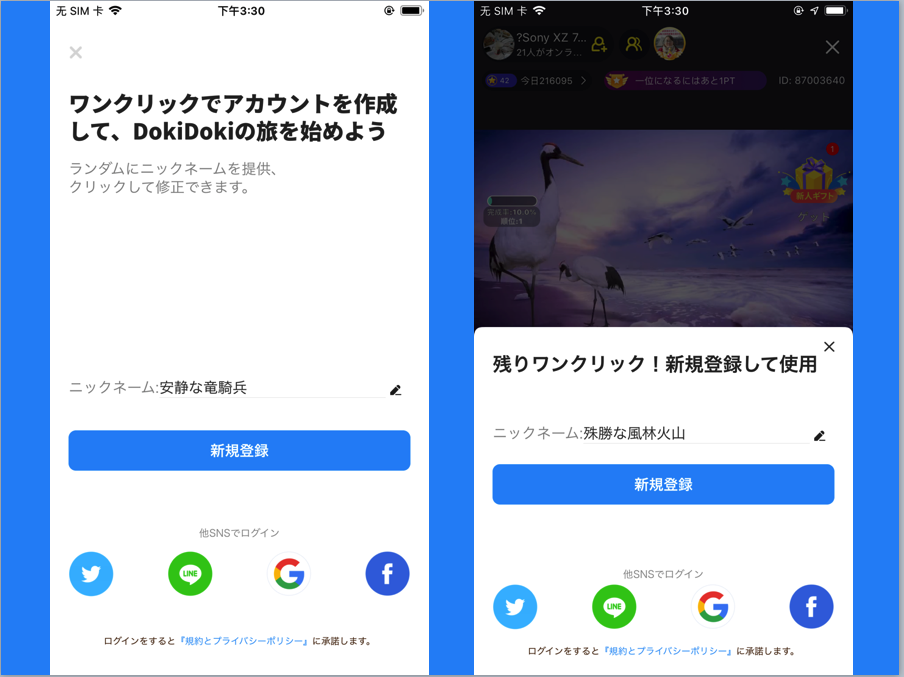 无 SIM 卡
下午3:30
ワンクリックでアカウントを作成
して、DokiDokiの旅を始めよう
ランダムにニックネームを提供、
クリックして修正できます。
ニックネーム:安静な竜騎兵
新規登録
他SNSでログイン
LINE
ログインをすると『規約とプライバシーポリシー』に承諾します。
无 SIM 卡
下午3:30
?Sony XZ 7...
21人がオンラ...
42
今日216095
一位になるにはあと1PT
ID: 87003640
1
新人ギフト
ケット
完成率:10.0%
順位:1
残りワンクリック！新規登録して使用
ニックネーム:殊勝な風林火山
新規登録
他SNSでログイン
LINE
ログインをすると『規約とプライバシーポリシー』に承諾します。